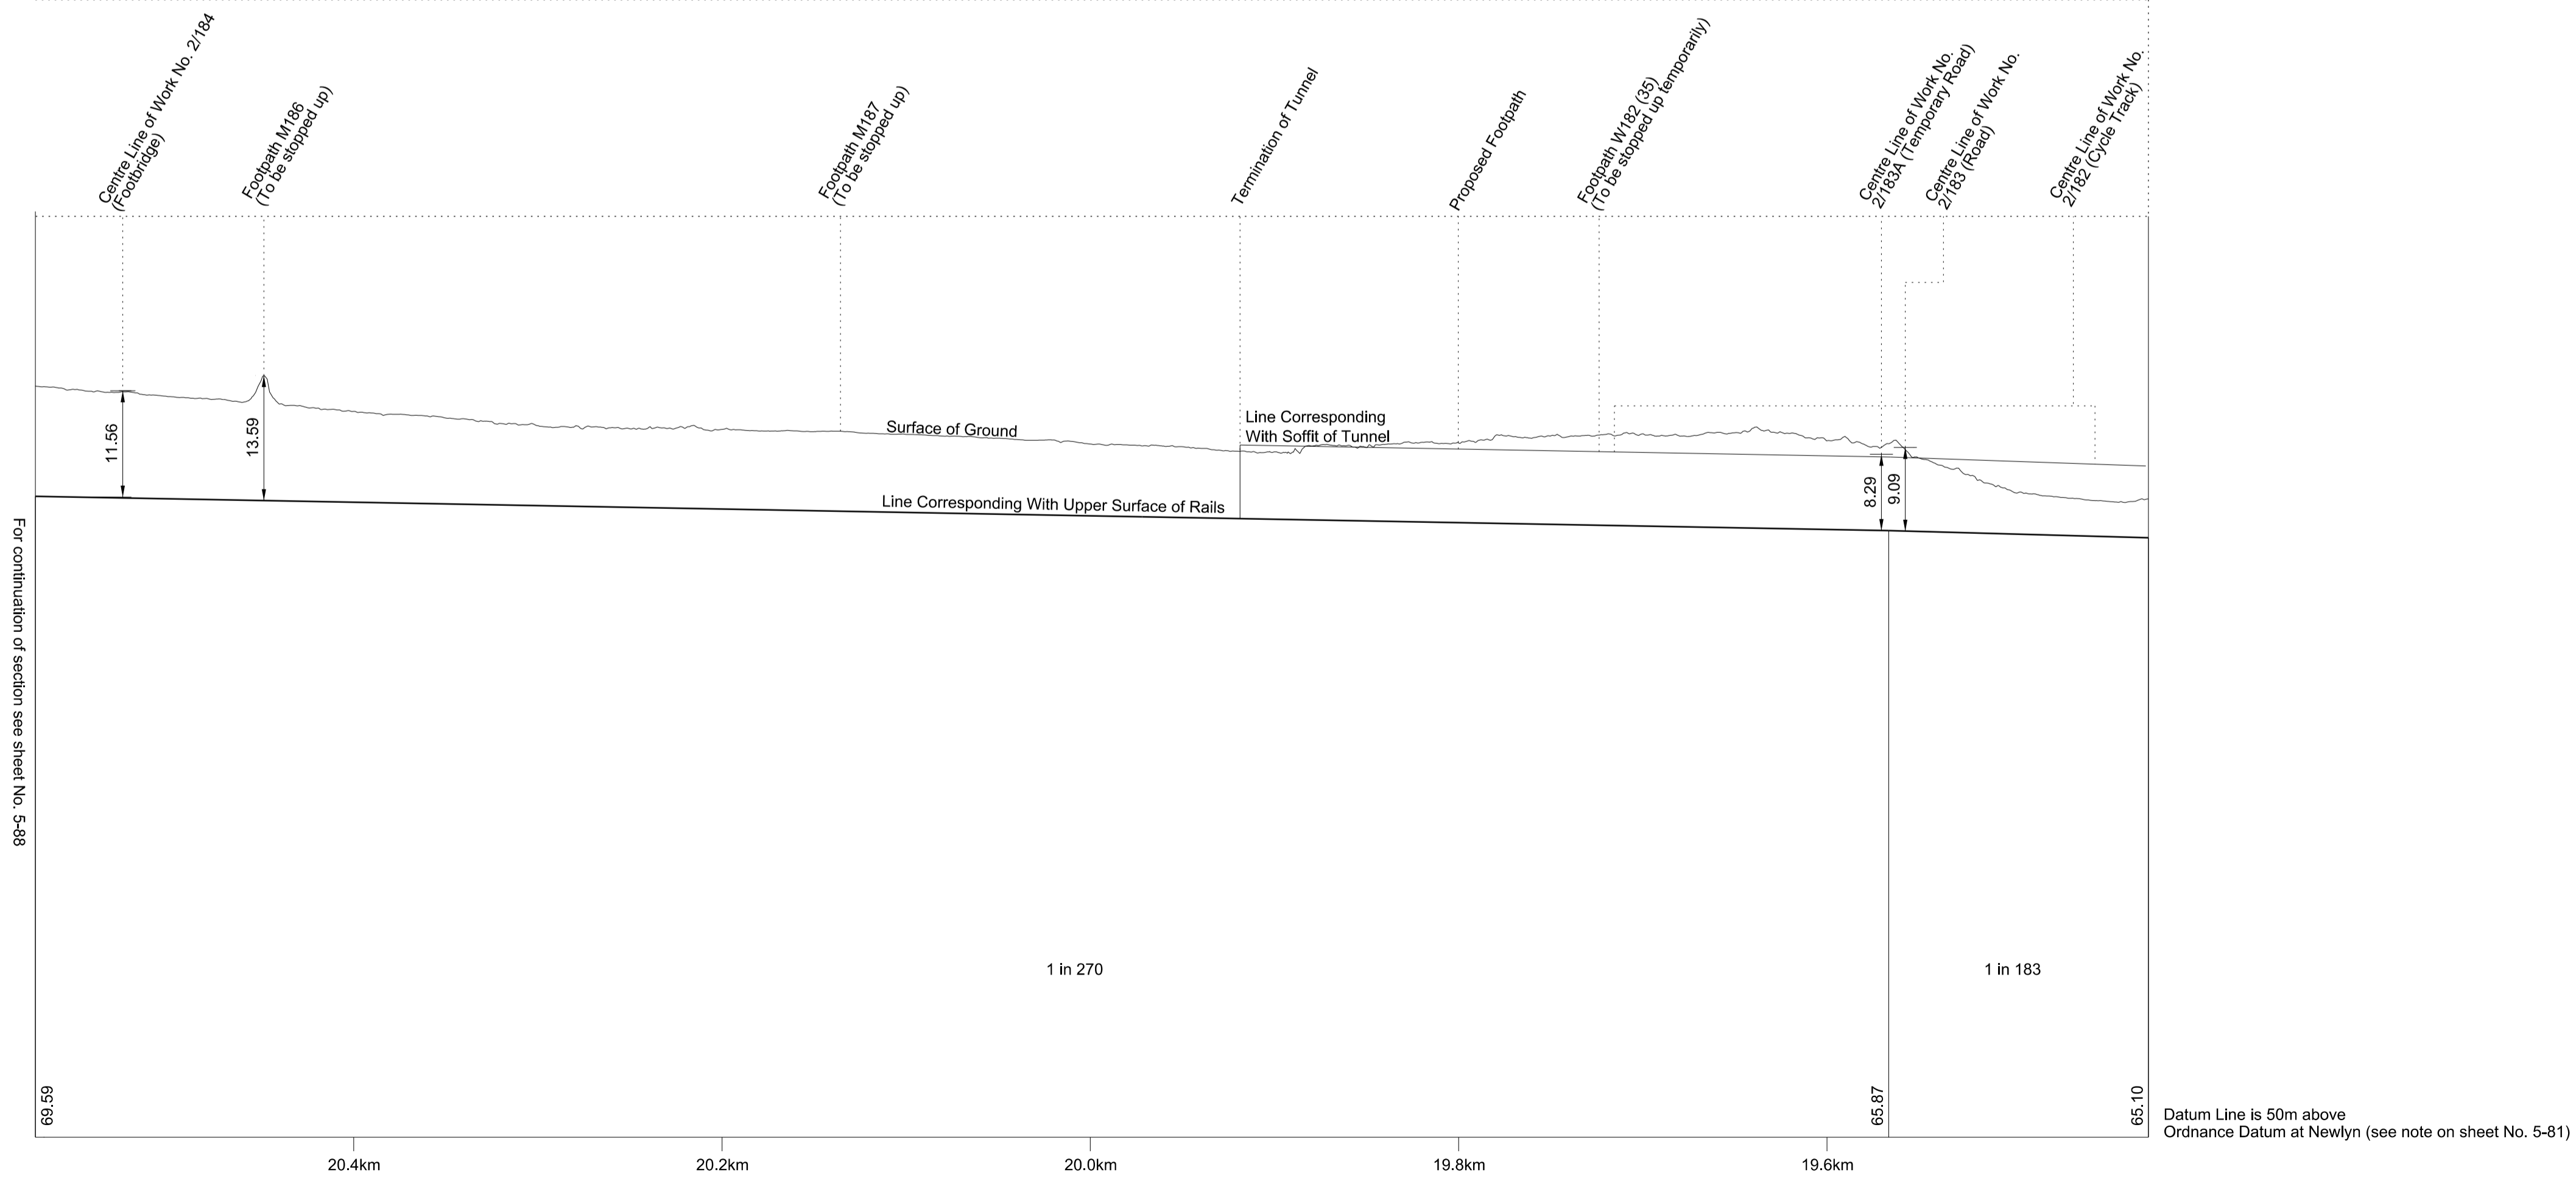 Centre Line of Work No. 2/184
(Footbridge)
Footpath M186
(To be stopped up)
Footpath M187
(To be stopped up)
Termination of Tunnel
Proposed Footpath
Footpath W182 (35)
(To be stopped up temporarily)
Centre Line of Work No.
2/183A (Temporary Road)
Centre Line of Work No.
2/183 (Road)
Centre Line of Work No.
2/182 (Cycle Track)
11.56
13.59
Surface of Ground
Line Corresponding
With Soffit of Tunnel
8.29
9.09
Line Corresponding With Upper Surface of Rails
For continuation of section see sheet No. 5-88
1 in 270
1 in 183
69.59
65.87
65.10
Datum Line is 50m above
Ordnance Datum at Newlyn (see note on sheet No. 5-81)
20.4km
20.2km
20.0km
19.8km
19.6km